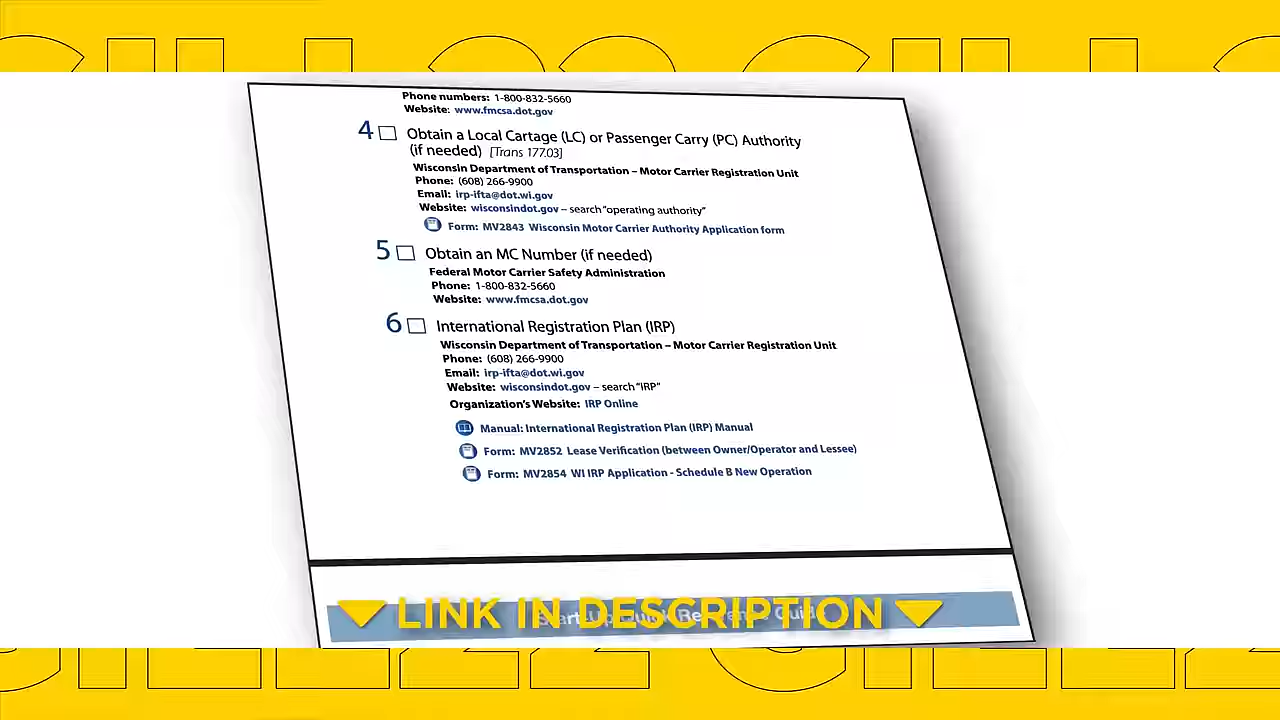 Phone numbers: 1-800-832-5660
Website: www.fmcsa.dot.gov
4 Obtain a Local Cartage (LC) or Passenger Carry (PC) Authority
(if needed) [Trans 177.03]
Wisconsin Department of Transportation – Motor Carrier Registration Unit
Phone: (608) 266-9900
Email: irp-ifta@dot.wi.gov
Website: wisconsindot.gov – search "operating authority"
Form: MV2843 Wisconsin Motor Carrier Authority Application form
5 Obtain an MC Number (if needed)
Federal Motor Carrier Safety Administration
Phone: 1-800-832-5660
Website: www.fmcsa.dot.gov
6 International Registration Plan (IRP)
Wisconsin Department of Transportation – Motor Carrier Registration Unit
Phone: (608) 266-9900
Email: irp-ifta@dot.wi.gov
Website: wisconsindot.gov – search "IRP"
Organization's Website: IRP Online
Manual: International Registration Plan (IRP) Manual
Form: MV2852 Lease Verification (between Owner/Operator and Lessee)
Form: MV2854 WI IRP Application - Schedule B New Operation
LINK IN DESCRIPTION